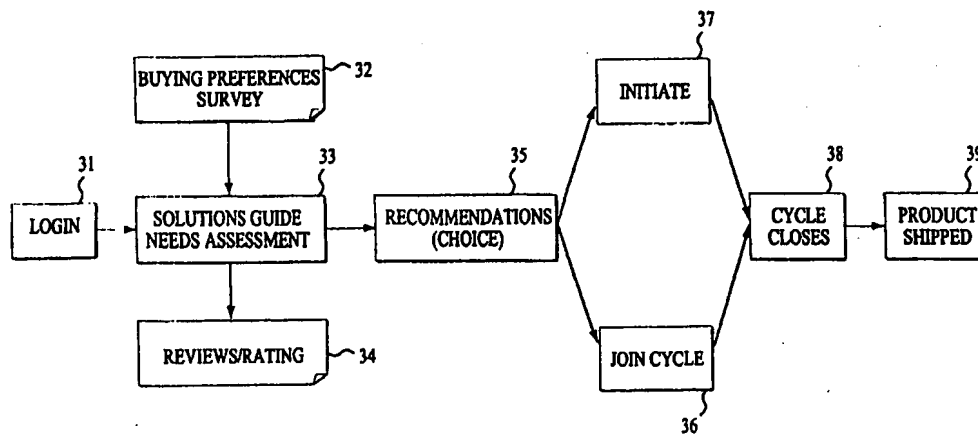 37
32
BUYING PREFERENCES
SURVEY
INITIATE
31
33
35
38
39
LOGIN
SOLUTIONS GUIDE
NEEDS ASSESSMENT
RECOMMENDATIONS
(CHOICE)
CYCLE
CLOSES
PRODUCT
SHIPPED
REVIEWS/RATING
34
JOIN CYCLE
36